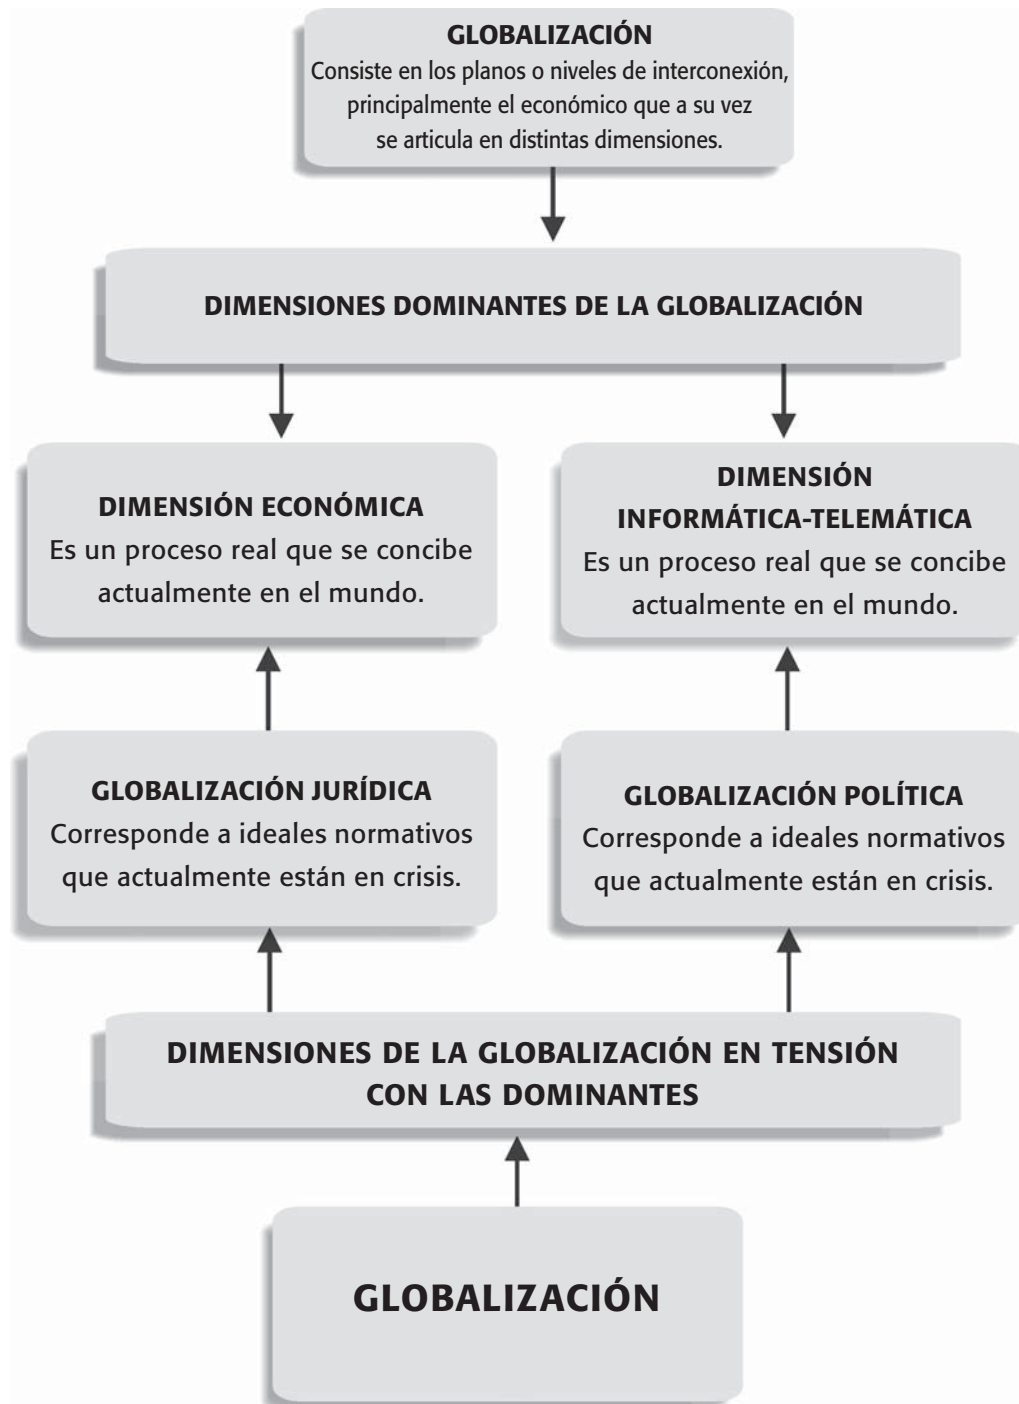 GLOBALIZACIÓN
Consiste en los planos o niveles de interconexión,
principalmente el económico que a su vez
se articula en distintas dimensiones.
DIMENSIONES DOMINANTES DE LA GLOBALIZACIÓN
DIMENSIÓN ECONÓMICA
Es un proceso real que se concibe
actualmente en el mundo.
DIMENSIÓN
INFORMÁTICA-TELEMÁTICA
Es un proceso real que se concibe
actualmente en el mundo.
GLOBALIZACIÓN JURÍDICA
Corresponde a ideales normativos
que actualmente están en crisis.
GLOBALIZACIÓN POLÍTICA
Corresponde a ideales normativos
que actualmente están en crisis.
DIMENSIONES DE LA GLOBALIZACIÓN EN TENSIÓN
CON LAS DOMINANTES
GLOBALIZACIÓN